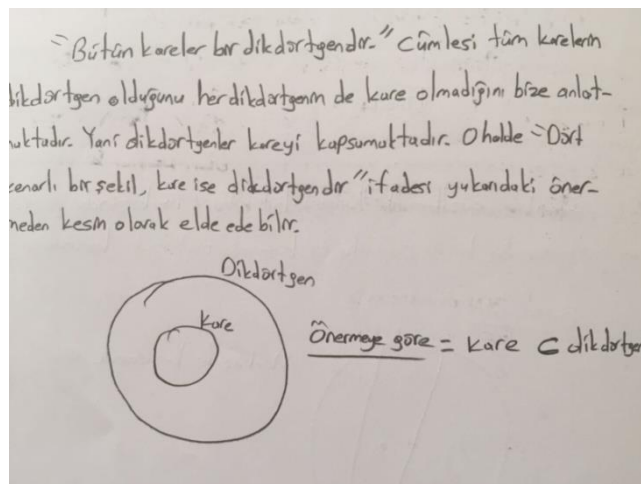 "Bütün kareler bir dikdörtgendir." Cümlesi tüm karelerin
dikdörtgen olduğunu her dikdörtgenin de kare olmadığını bize anlat-
maktadır. Yani dikdörtgenler kareyi kapsamaktadır. O halde "Dört
kenarlı bir şekil, kare ise dikdörtgendir" ifadesi yukarıdaki öner-
meden kesin olarak elde edebilir.
Dikdörtgen
Kare
Önermeye göre = Kare ⊂ dikdörtgen